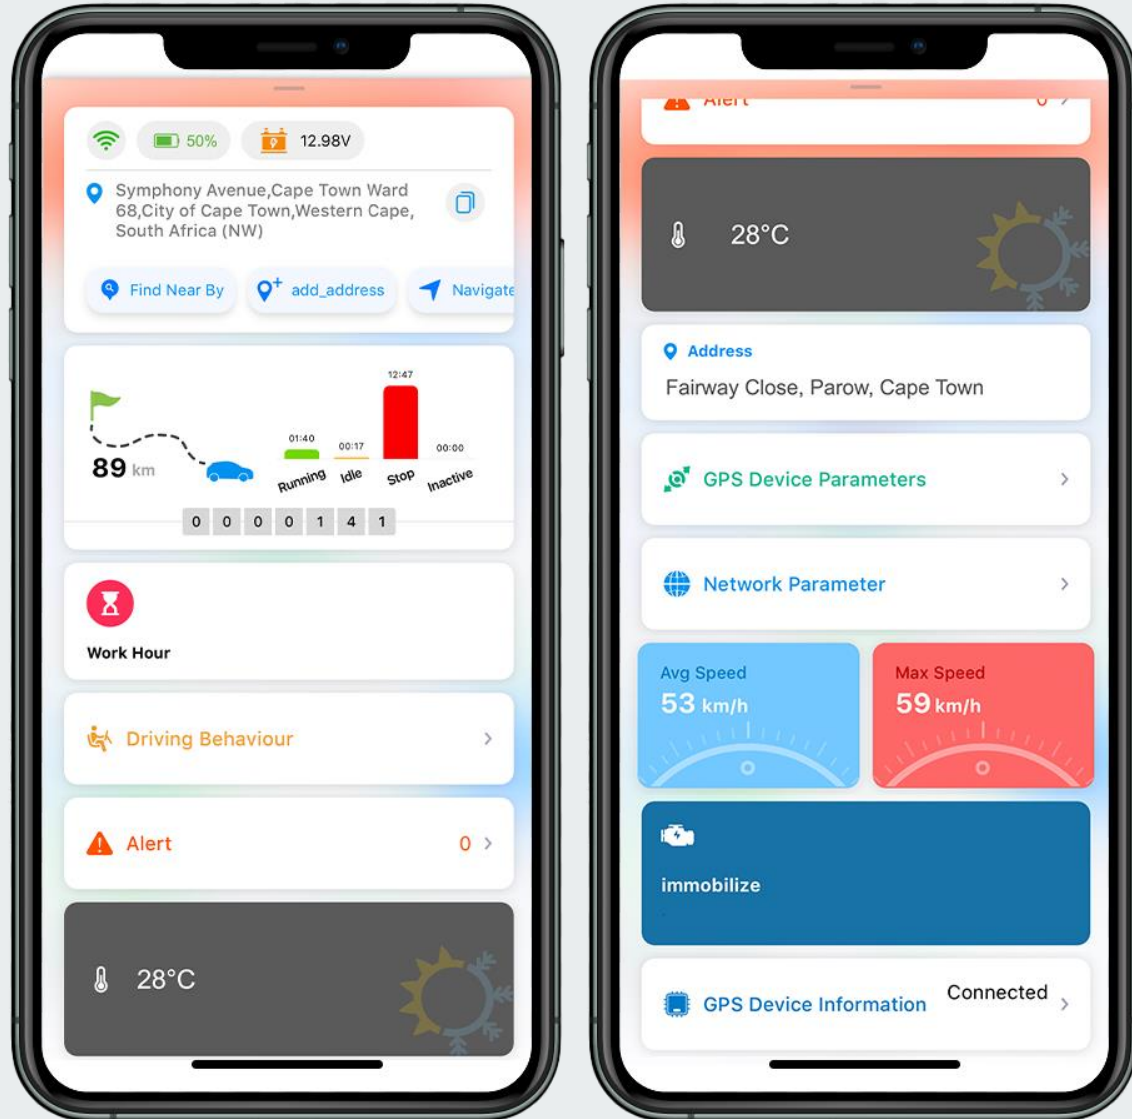 50%
12.98V
Symphony Avenue,Cape Town Ward
68,City of Cape Town,Western Cape,
South Africa (NW)
Find Near By
add_address
Navigate
12:47
01:40
00:17
00:00
89 km
Running
Idle
Stop
Inactive
0 0 0 0 1 4 1
Work Hour
Driving Behaviour
Alert
0
28°C
Alert
0
28°C
Address
Fairway Close, Parow, Cape Town
GPS Device Parameters
Network Parameter
Avg Speed
53 km/h
Max Speed
59 km/h
immobilize
GPS Device Information
Connected